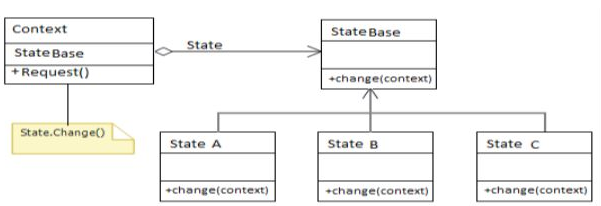 Context
StateBase
+Request()
State
StateBase
+change(context)
State.Change()
State A
+change(context)
State B
+change(context)
State C
+change(context)